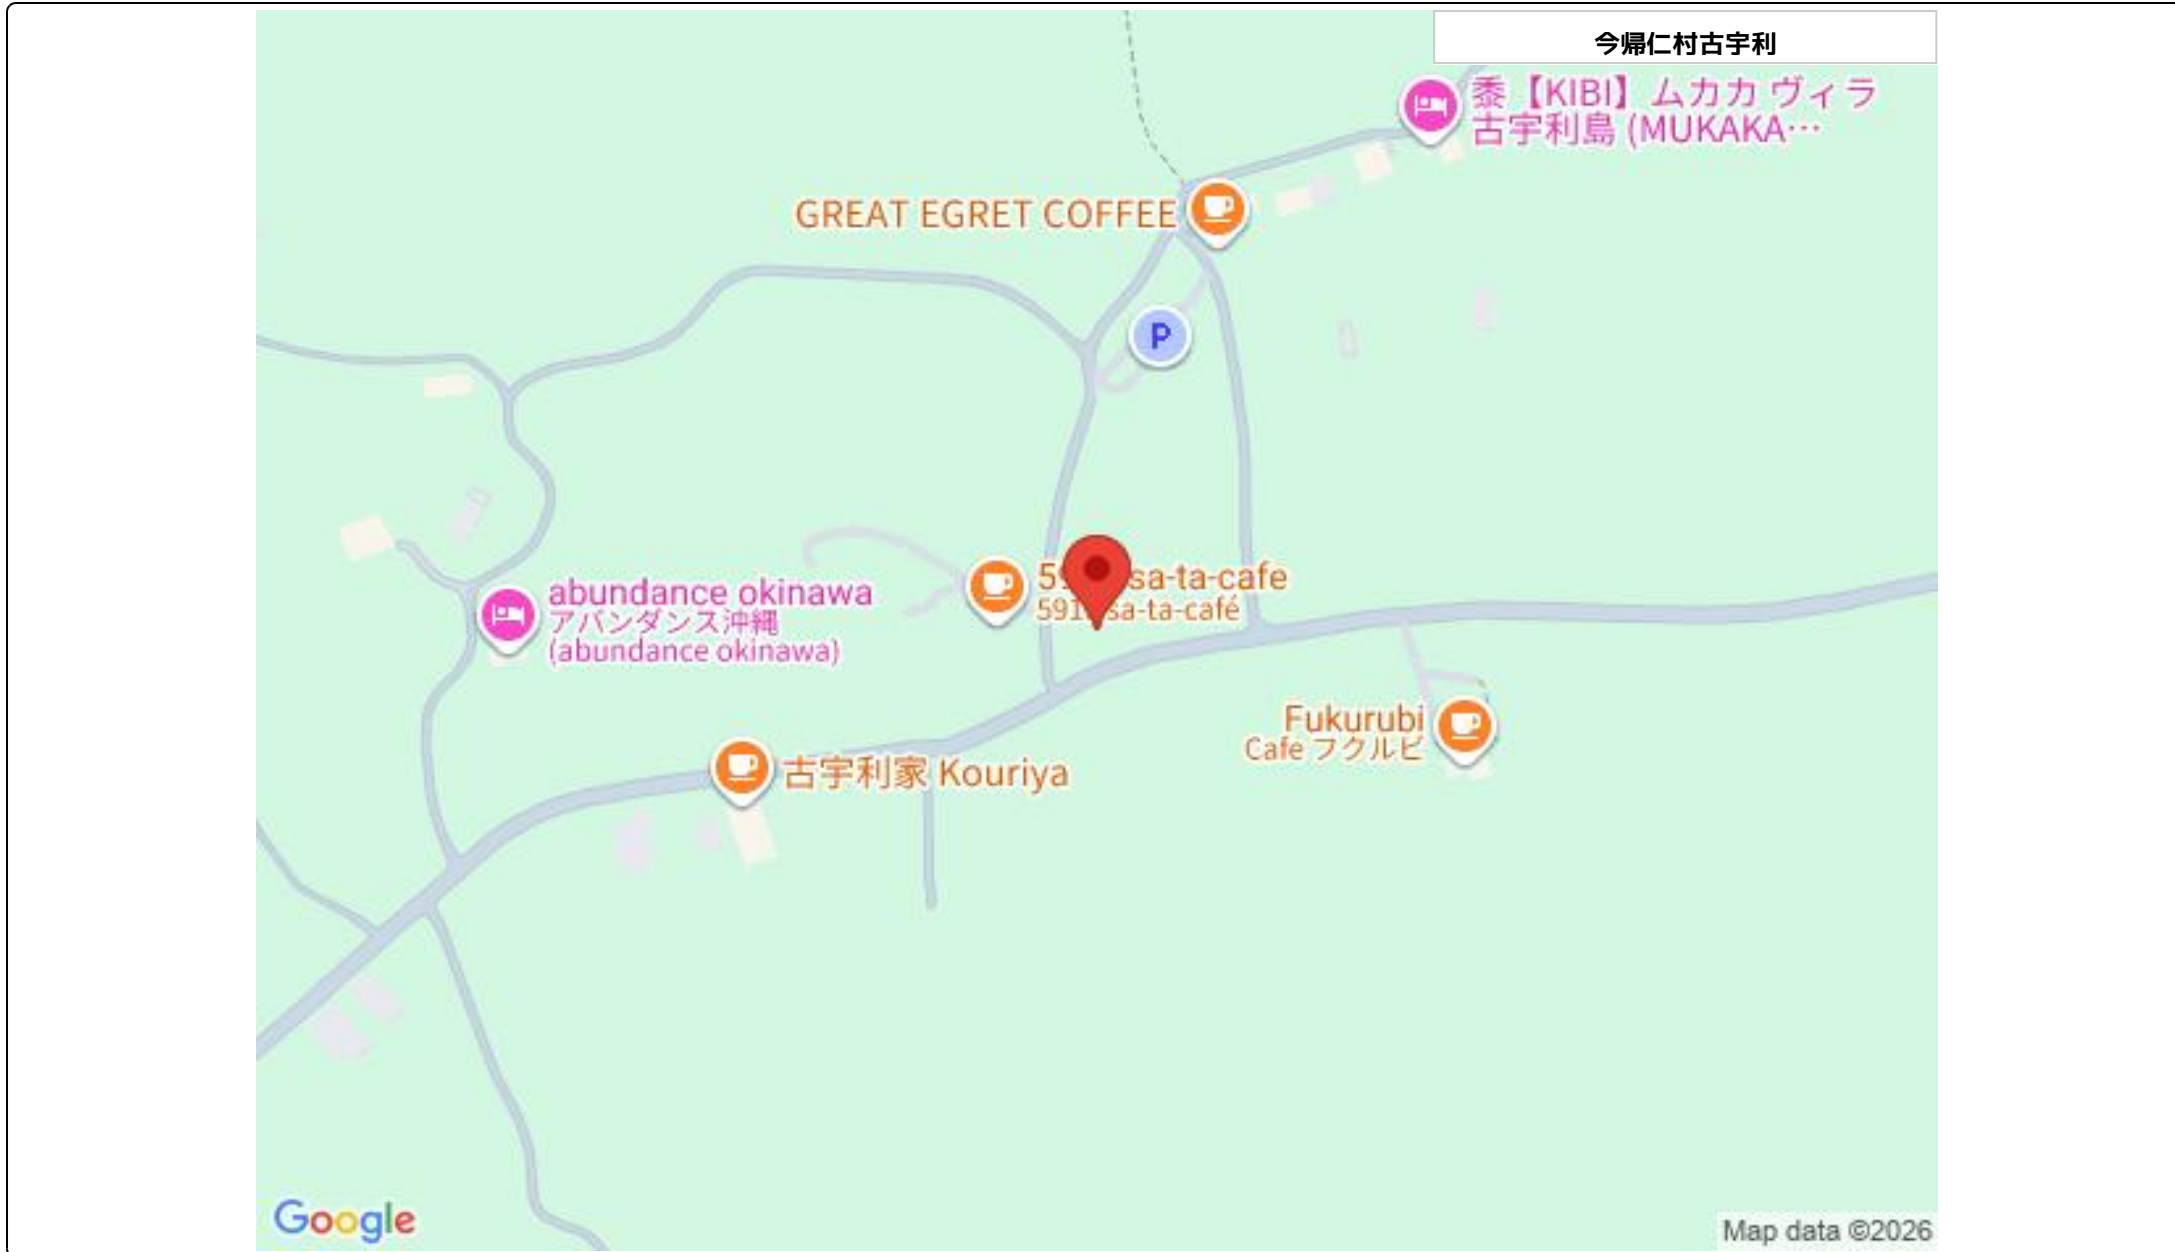 今帰仁村古宇利
黍【KIBI】ムカカ ヴィラ
古宇利島 (MUKAKA…
GREAT EGRET COFFEE
P
sa-ta-cafe
sa-ta-café
abundance okinawa
アバンダンス沖縄
(abundance okinawa)
Fukurubi
Cafe フクルビ
古宇利家 Kouriya
Google
Map data ©2026